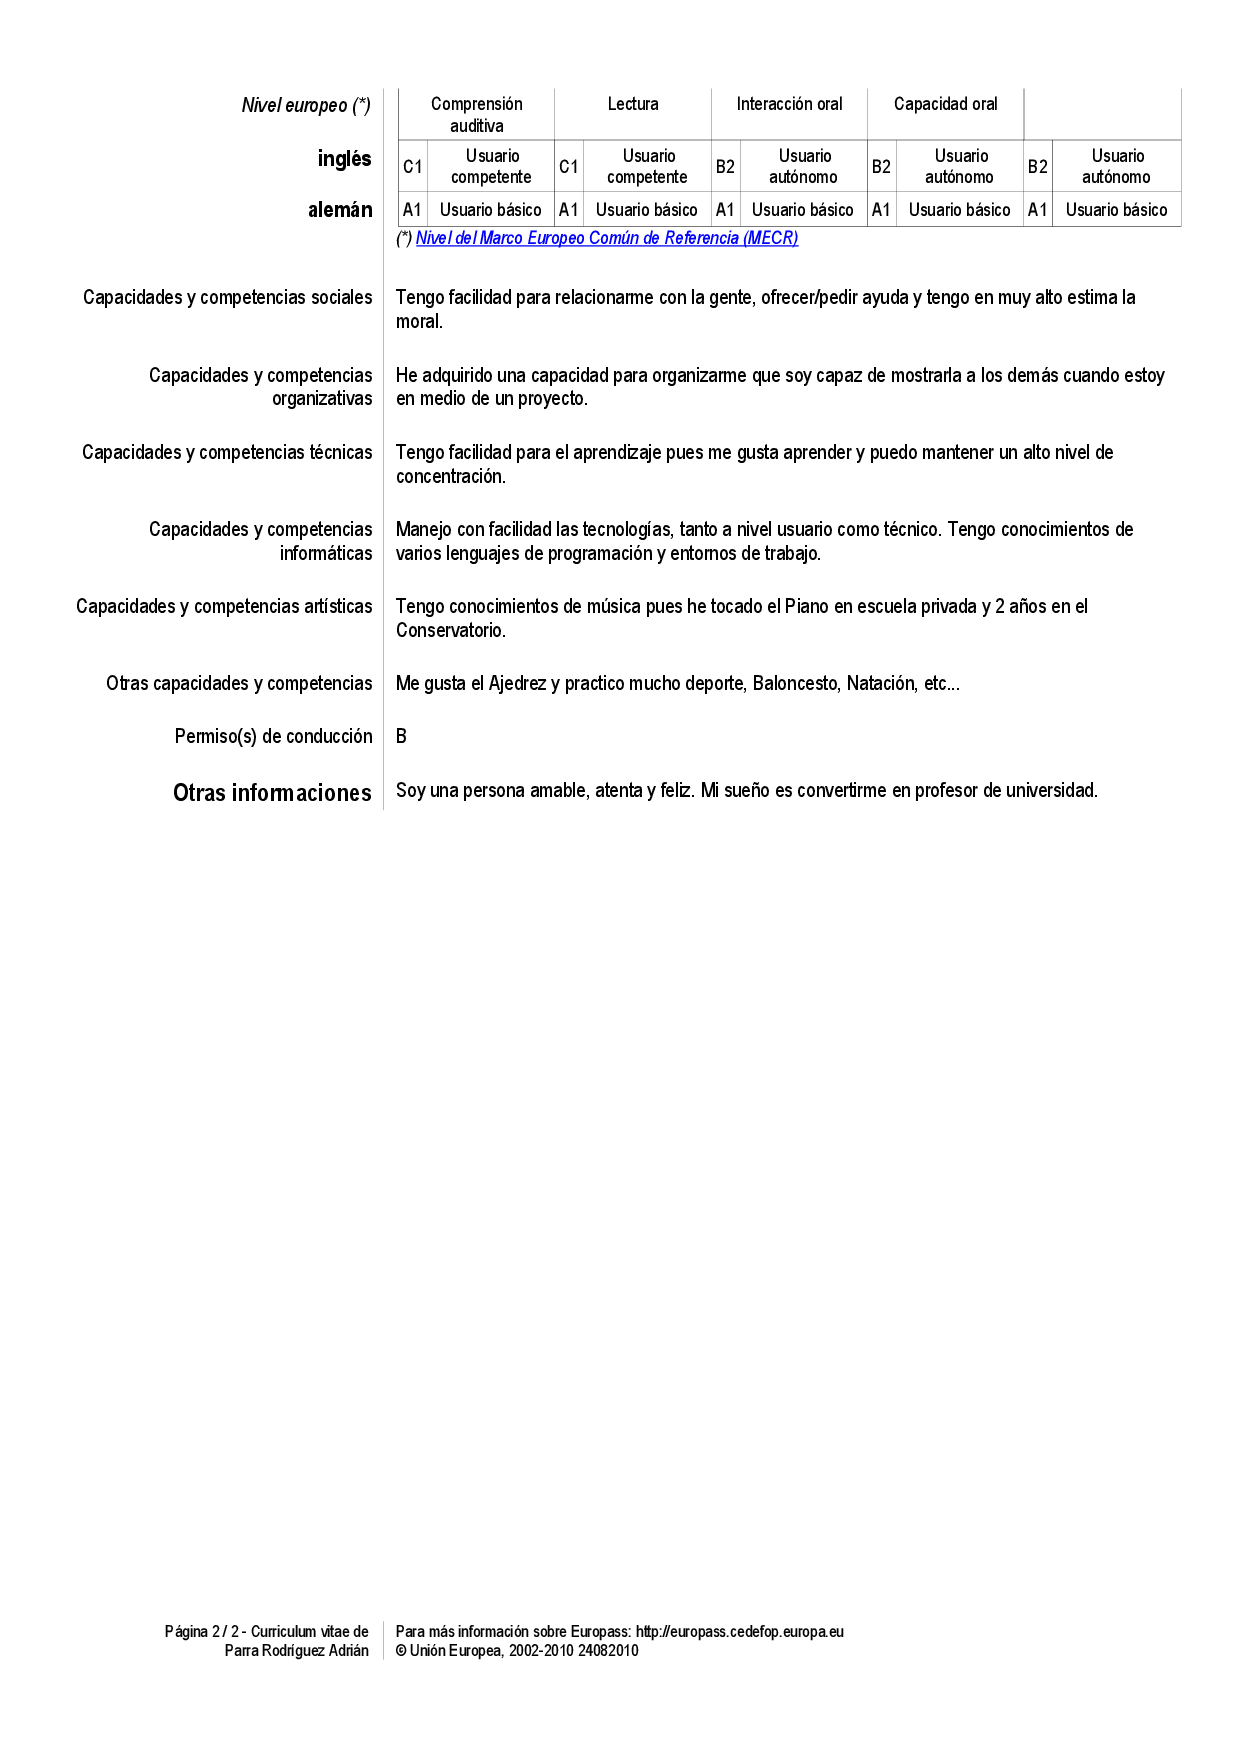 Nivel europeo (*) Comprensión Lectura Interacción oral Capacidad oral
auditiva
inglés C1 Usuario competente C1 Usuario competente B2 Usuario autónomo B2 Usuario autónomo B2 Usuario autónomo
alemán A1 Usuario básico A1 Usuario básico A1 Usuario básico A1 Usuario básico A1 Usuario básico
(*) Nivel del Marco Europeo Común de Referencia (MECR)
Capacidades y competencias sociales Tengo facilidad para relacionarme con la gente, ofrecer/pedir ayuda y tengo en muy alto estima la
moral.
Capacidades y competencias He adquirido una capacidad para organizarme que soy capaz de mostrarla a los demás cuando estoy
organizativas en medio de un proyecto.
Capacidades y competencias técnicas Tengo facilidad para el aprendizaje pues me gusta aprender y puedo mantener un alto nivel de
concentración.
Capacidades y competencias Manejo con facilidad las tecnologías, tanto a nivel usuario como técnico. Tengo conocimientos de
informáticas varios lenguajes de programación y entornos de trabajo.
Capacidades y competencias artísticas Tengo conocimientos de música pues he tocado el Piano en escuela privada y 2 años en el
Conservatorio.
Otras capacidades y competencias Me gusta el Ajedrez y practico mucho deporte, Baloncesto, Natación, etc...
Permiso(s) de conducción B
Otras informaciones Soy una persona amable, atenta y feliz. Mi sueño es convertirme en profesor de universidad.
Página 2 / 2 - Curriculum vitae de Para más información sobre Europass: http://europass.cedefop.europa.eu
Parra Rodríguez Adrián © Unión Europea, 2002-2010 24082010